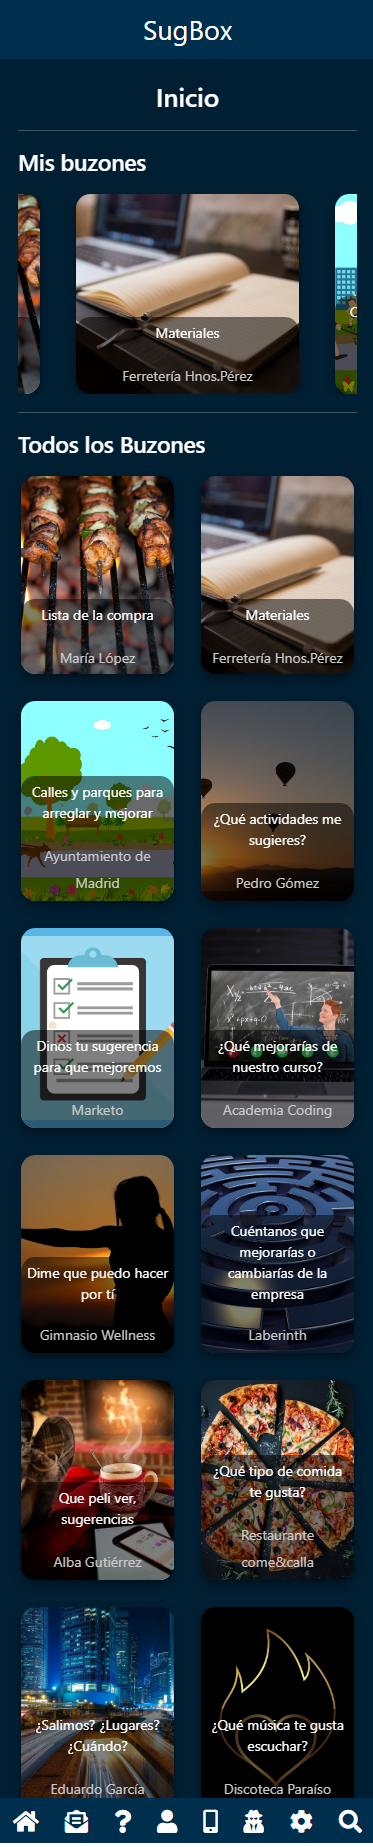 SugBox
Inicio
Mis buzones
Materiales
Ferretería Hnos.Pérez
C
Todos los Buzones
Lista de la compra
María López
Materiales
Ferretería Hnos.Pérez
Calles y parques para
arreglar y mejorar
Ayuntamiento de
Madrid
¿Qué actividades me
sugieres?
Pedro Gómez
Dinos tu sugerencia
para que mejoremos
Marketo
¿Qué mejorarías de
nuestro curso?
Academia Coding
Dime que puedo hacer
por tí
Gimnasio Wellness
Cuéntanos que
mejorarías o
cambiarías de la
empresa
Laberinth
Que peli ver,
sugerencias
Alba Gutiérrez
¿Qué tipo de comida
te gusta?
Restaurante
come&calla
¿Salimos? ¿Lugares?
¿Cuándo?
Eduardo García
¿Qué música te gusta
escuchar?
Discoteca Paraíso